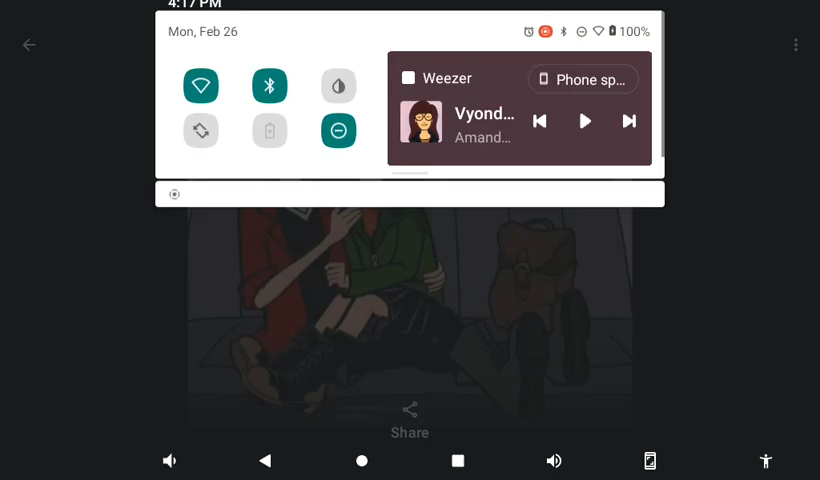 4:17 PM
Mon, Feb 26
100%
Weezer
Phone sp…
Vyond…
Amand…
Share